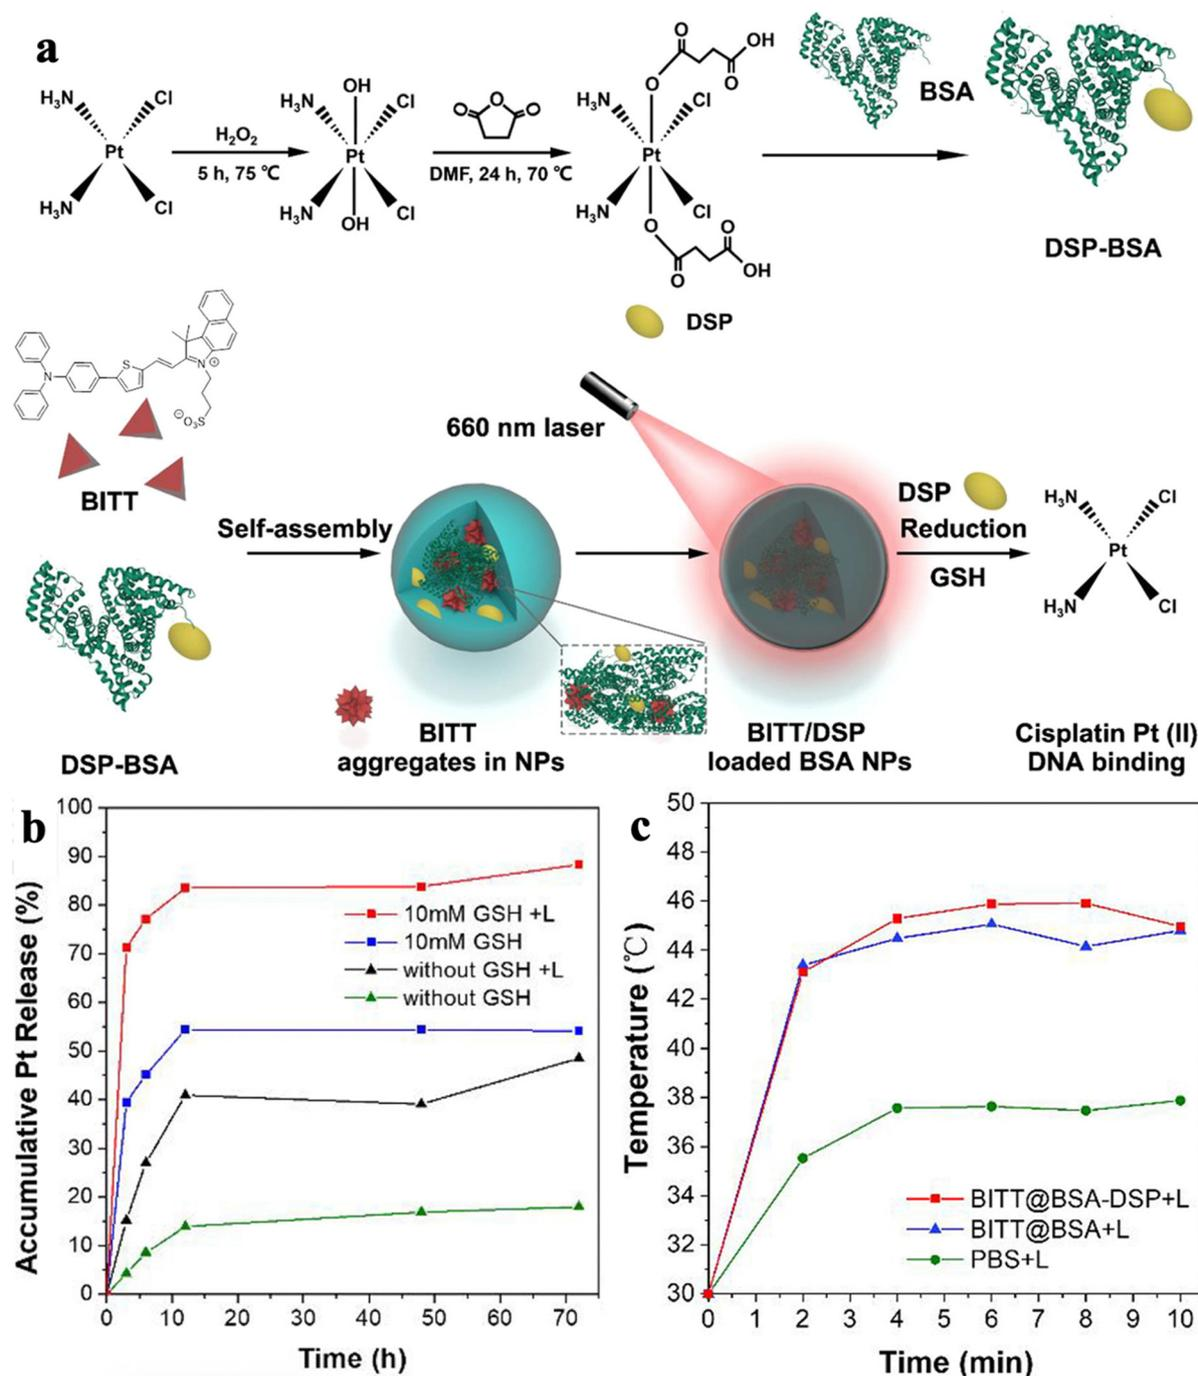 a
H₃N
Cl
Pt
H₃N
Cl
H₂O₂
5 h, 75 ℃
OH
H₃N
Cl
Pt
H₃N
Cl
OH
O
O
O
DMF, 24 h, 70 ℃
O
OH
O
O
H₃N
Cl
Pt
H₃N
Cl
O
O
O
OH
DSP
BSA
DSP-BSA
N
S
N
⊕
⊖
O₃S
BITT
660 nm laser
DSP
Reduction
GSH
H₃N
Cl
Pt
H₃N
Cl
Self-assembly
DSP-BSA
BITT
aggregates in NPs
BITT/DSP
loaded BSA NPs
Cisplatin Pt (II)
DNA binding
b
Accumulative Pt Release (%)
100
90
80
70
60
50
40
30
20
10
0
10mM GSH +L
10mM GSH
without GSH +L
without GSH
0 10 20 30 40 50 60 70
Time (h)
c
Temperature (℃)
50
48
46
44
42
40
38
36
34
32
30
BITT@BSA-DSP+L
BITT@BSA+L
PBS+L
0 1 2 3 4 5 6 7 8 9 10
Time (min)